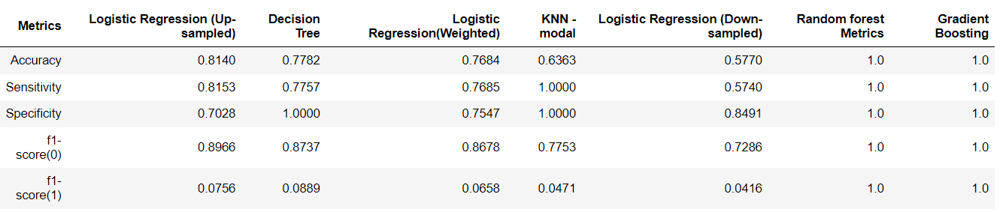 Metrics Logistic Regression (Up-sampled) Decision Tree Logistic Regression(Weighted) KNN - modal Logistic Regression (Down-sampled) Random forest Metrics Gradient Boosting
Accuracy 0.8140 0.7782 0.7684 0.6363 0.5770 1.0 1.0
Sensitivity 0.8153 0.7757 0.7685 1.0000 0.5740 1.0 1.0
Specificity 0.7028 1.0000 0.7547 1.0000 0.8491 1.0 1.0
f1-score(0) 0.8966 0.8737 0.8678 0.7753 0.7286 1.0 1.0
f1-score(1) 0.0756 0.0889 0.0658 0.0471 0.0416 1.0 1.0